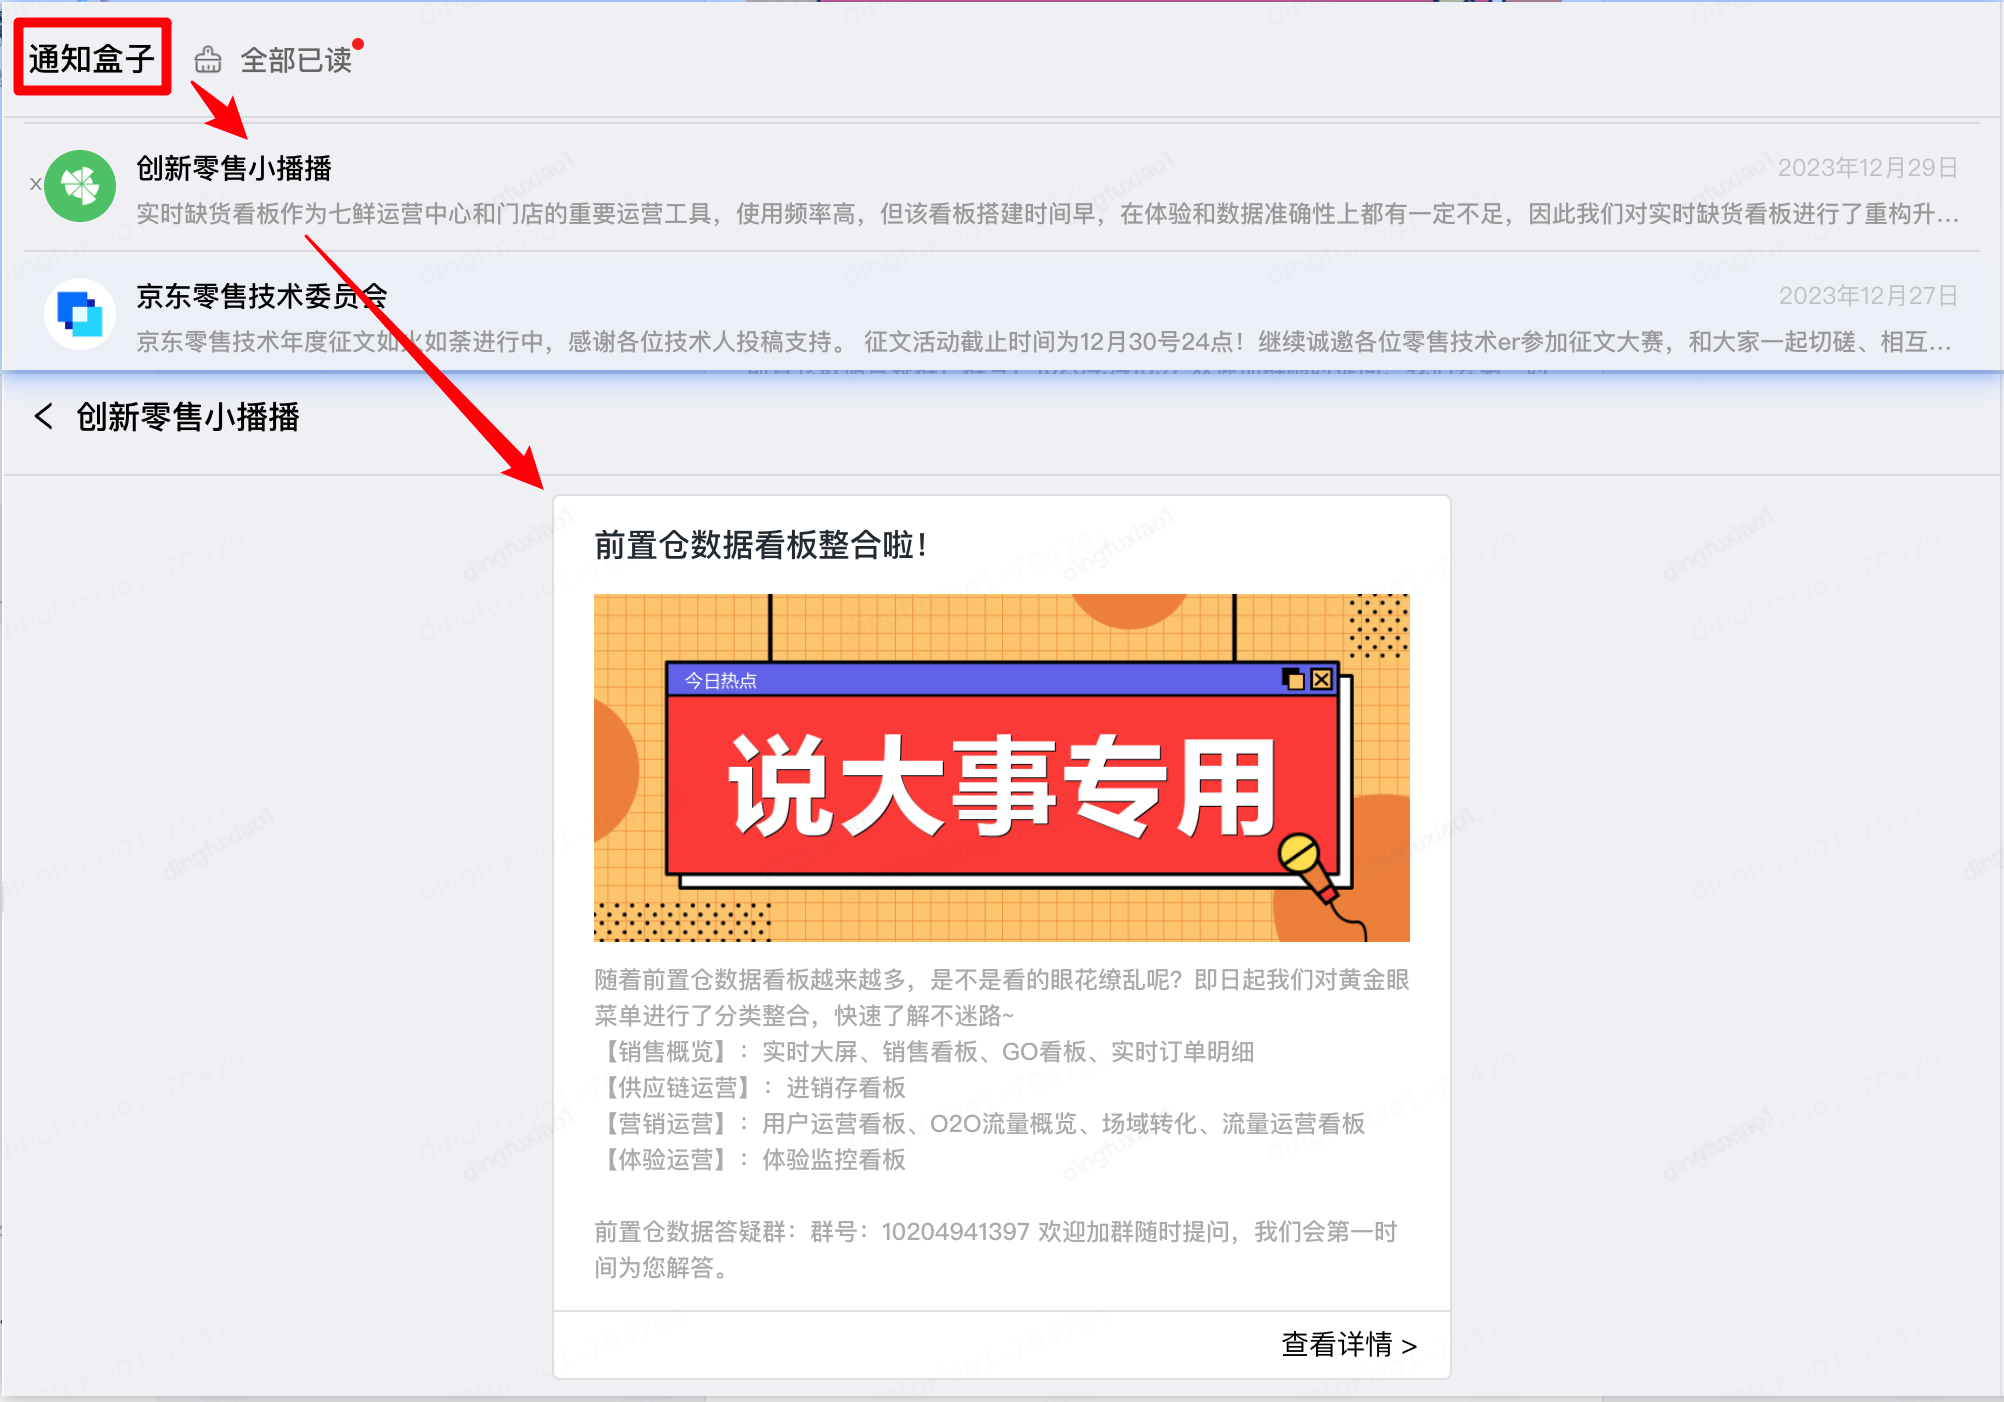 通知盒子 全部已读
创新零售小播播 2023年12月29日
实时缺货看板作为七鲜运营中心和门店的重要运营工具，使用频率高，但该看板搭建时间早，在体验和数据准确性上都有一定不足，因此我们对实时缺货看板进行了重构升...
京东零售技术委员会 2023年12月27日
京东零售技术年度征文如火如荼进行中，感谢各位技术人投稿支持。 征文活动截止时间为12月30号24点！继续诚邀各位零售技术er参加征文大赛，和大家一起切磋、相互...
< 创新零售小播播
前置仓数据看板整合啦！
今日热点
说大事专用
随着前置仓数据看板越来越多，是不是看的眼花缭乱呢？即日起我们对黄金眼
菜单进行了分类整合，快速了解不迷路~
【销售概览】：实时大屏、销售看板、GO看板、实时订单明细
【供应链运营】：进销存看板
【营销运营】：用户运营看板、O2O流量概览、场域转化、流量运营看板
【体验运营】：体验监控看板
前置仓数据答疑群：群号：10204941397 欢迎加群随时提问，我们会第一时
间为您解答。
查看详情 >